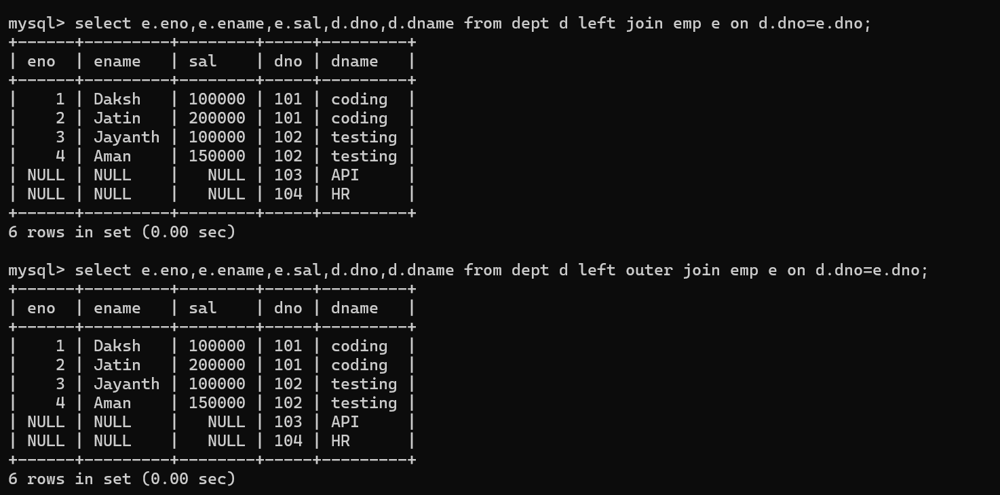 mysql> select e.eno,e.ename,e.sal,d.dno,d.dname from dept d left join emp e on d.dno=e.dno;
+------+---------+--------+-----+---------+
| eno  | ename   | sal    | dno | dname   |
+------+---------+--------+-----+---------+
|    1 | Daksh   | 100000 | 101 | coding  |
|    2 | Jatin   | 200000 | 101 | coding  |
|    3 | Jayanth | 100000 | 102 | testing |
|    4 | Aman    | 150000 | 102 | testing |
| NULL | NULL    |   NULL | 103 | API     |
| NULL | NULL    |   NULL | 104 | HR      |
+------+---------+--------+-----+---------+
6 rows in set (0.00 sec)

mysql> select e.eno,e.ename,e.sal,d.dno,d.dname from dept d left outer join emp e on d.dno=e.dno;
+------+---------+--------+-----+---------+
| eno  | ename   | sal    | dno | dname   |
+------+---------+--------+-----+---------+
|    1 | Daksh   | 100000 | 101 | coding  |
|    2 | Jatin   | 200000 | 101 | coding  |
|    3 | Jayanth | 100000 | 102 | testing |
|    4 | Aman    | 150000 | 102 | testing |
| NULL | NULL    |   NULL | 103 | API     |
| NULL | NULL    |   NULL | 104 | HR      |
+------+---------+--------+-----+---------+
6 rows in set (0.00 sec)